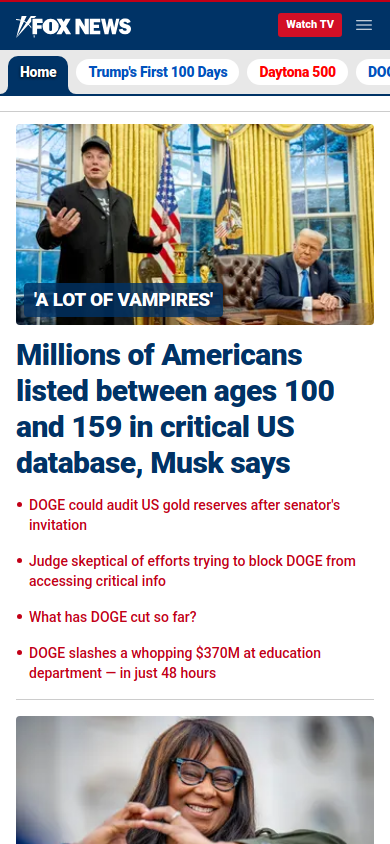 FOX NEWS
Watch TV
Home
Trump's First 100 Days
Daytona 500
'A LOT OF VAMPIRES'
Millions of Americans
listed between ages 100
and 159 in critical US
database, Musk says
• DOGE could audit US gold reserves after senator's
invitation
• Judge skeptical of efforts trying to block DOGE from
accessing critical info
• What has DOGE cut so far?
• DOGE slashes a whopping $370M at education
department — in just 48 hours